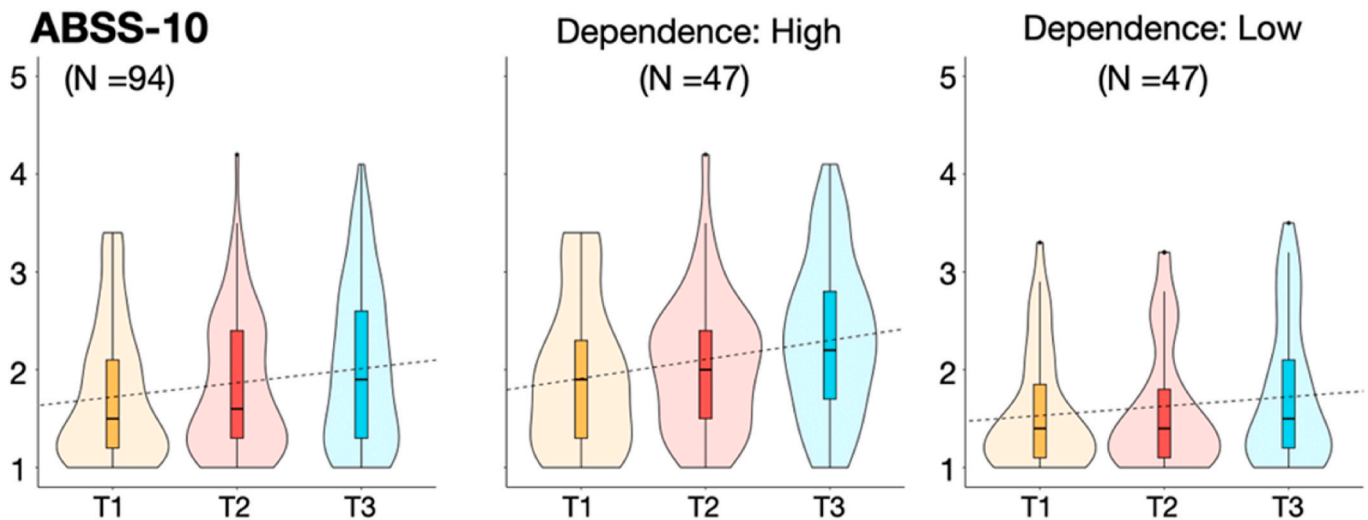 ABSS-10
(N =94)
5
4
3
2
1
T1 T2 T3
Dependence: High
(N =47)
T1 T2 T3
Dependence: Low
(N =47)
5
4
3
2
1
T1 T2 T3